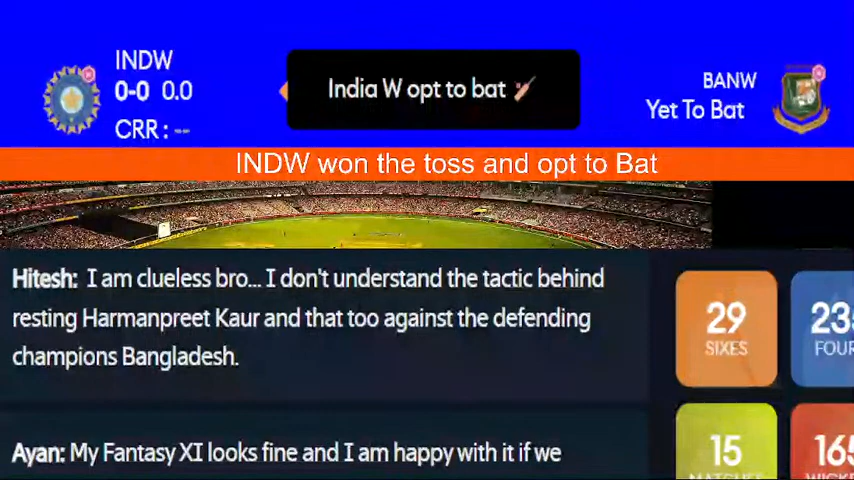 INDW
0-0 0.0
CRR : --
India W opt to bat
BANW
Yet To Bat
INDW won the toss and opt to Bat
Hitesh: I am clueless bro... I don't understand the tactic behind
resting Harmanpreet Kaur and that too against the defending
champions Bangladesh.
Ayan: My Fantasy XI looks fine and I am happy with it if we
29
SIXES
FOUR
15
MATCHES
165